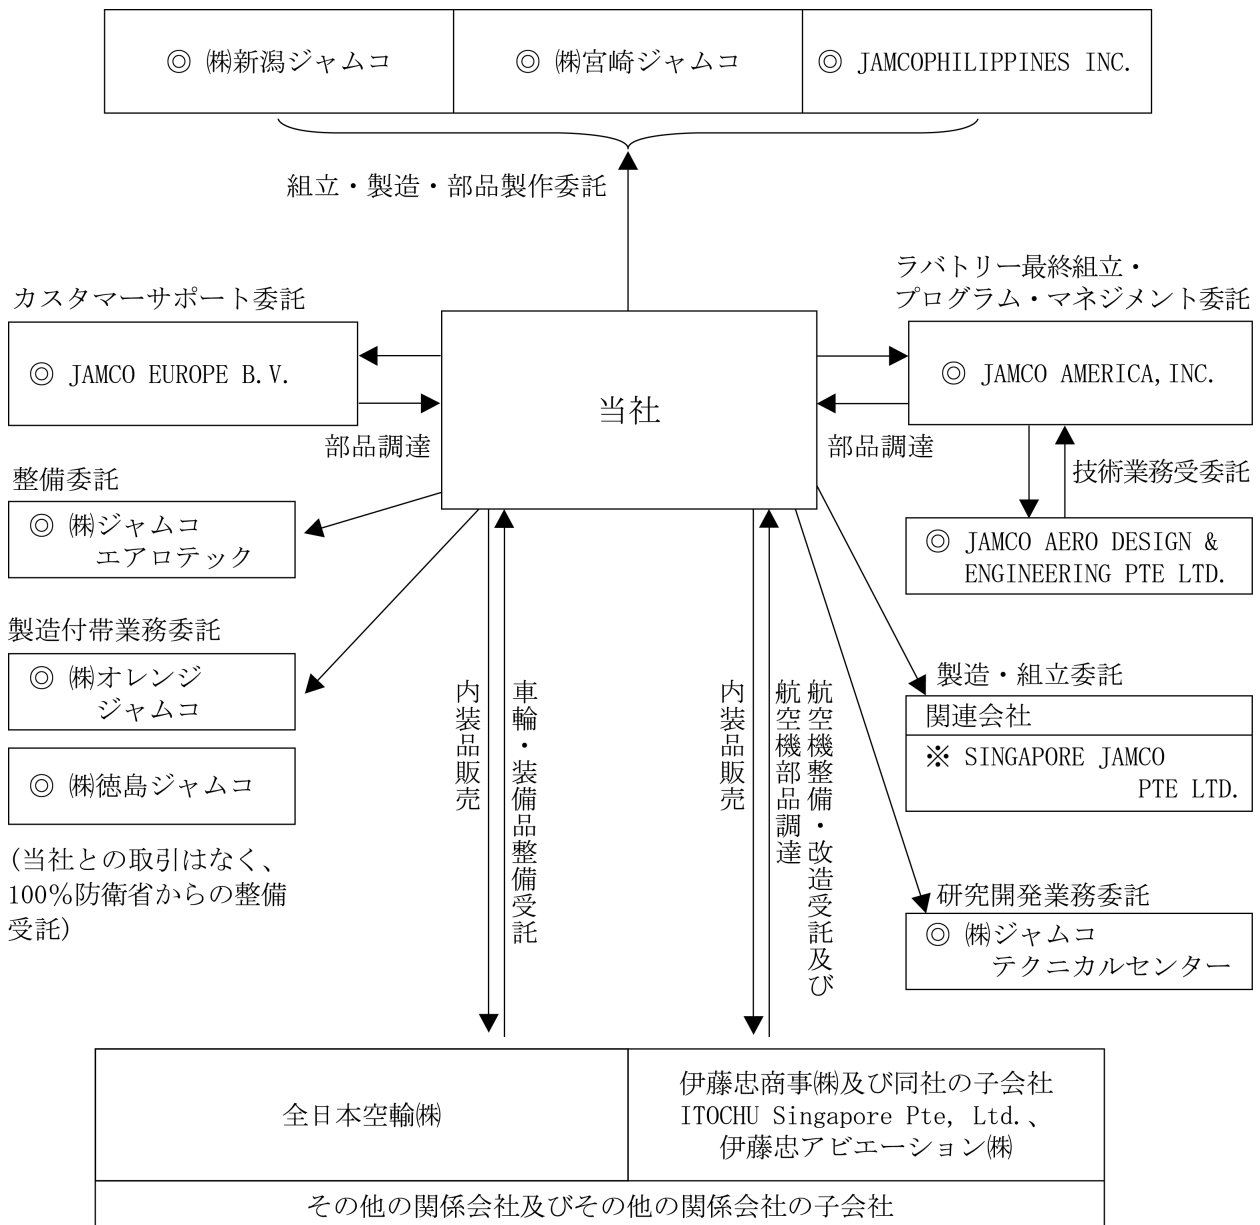 ◎ ㈱新潟ジャムコ
◎ ㈱宮崎ジャムコ
◎ JAMCOPHILIPPINES INC.
組立・製造・部品製作委託
カスタマーサポート委託
◎ JAMCO EUROPE B.V.
部品調達
当社
ラバトリー最終組立・
プログラム・マネジメント委託
◎ JAMCO AMERICA,INC.
部品調達
技術業務受委託
◎ JAMCO AERO DESIGN &
ENGINEERING PTE LTD.
整備委託
◎ ㈱ジャムコ
エアロテック
製造付帯業務委託
◎ ㈱オレンジ
ジャムコ
◎ ㈱徳島ジャムコ
(当社との取引はなく、
100%防衛省からの整備
受託)
内装品販売
車輪・装備品整備受託
内装品販売
航空機整備・改造受託及び
航空機部品調達
製造・組立委託
関連会社
※ SINGAPORE JAMCO
PTE LTD.
研究開発業務委託
◎ ㈱ジャムコ
テクニカルセンター
全日本空輸㈱
伊藤忠商事㈱及び同社の子会社
ITOCHU Singapore Pte, Ltd.、
伊藤忠アビエーション㈱
その他の関係会社及びその他の関係会社の子会社